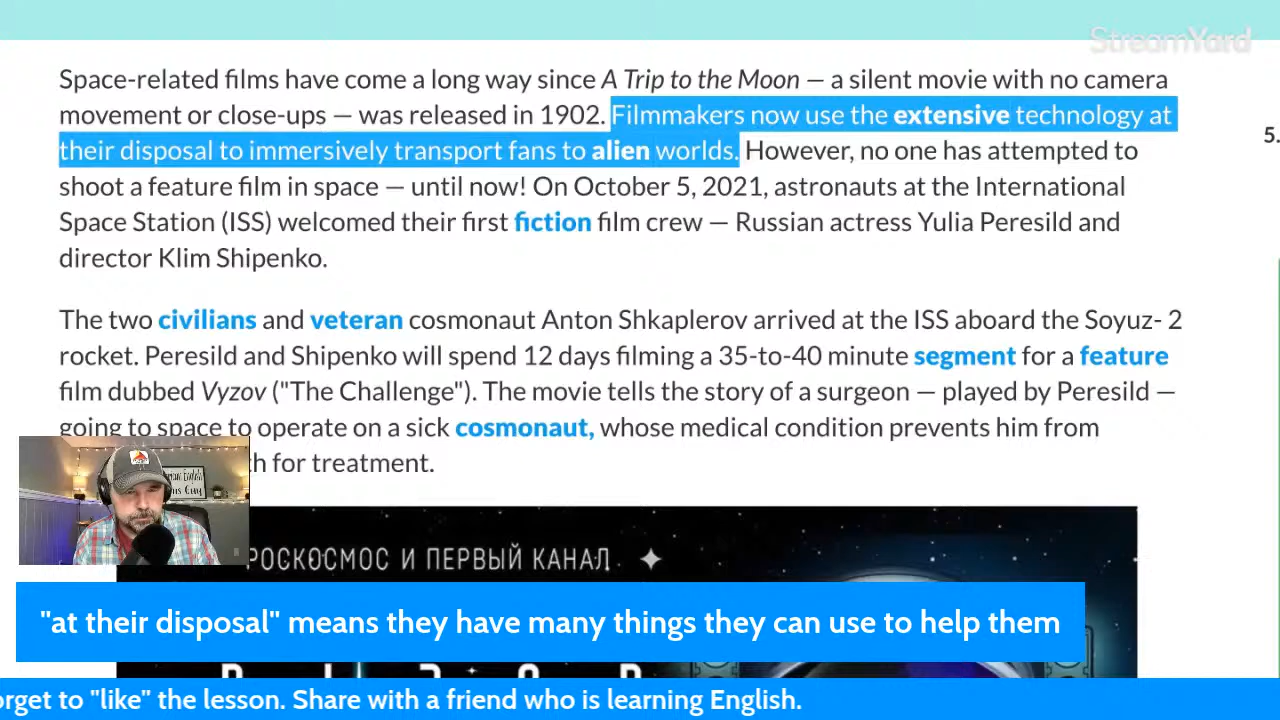 StreamYard
Space-related films have come a long way since A Trip to the Moon — a silent movie with no camera
movement or close-ups — was released in 1902. Filmmakers now use the extensive technology at
their disposal to immersively transport fans to alien worlds. However, no one has attempted to
5.
shoot a feature film in space — until now! On October 5, 2021, astronauts at the International
Space Station (ISS) welcomed their first fiction film crew — Russian actress Yulia Peresild and
director Klim Shipenko.
The two civilians and veteran cosmonaut Anton Shkaplerov arrived at the ISS aboard the Soyuz- 2
rocket. Peresild and Shipenko will spend 12 days filming a 35-to-40 minute segment for a feature
film dubbed Vyzov ("The Challenge"). The movie tells the story of a surgeon — played by Peresild —
going to space to operate on a sick cosmonaut, whose medical condition prevents him from
for treatment.
РОСКОСМОС И ПЕРВЫЙ КАНАЛ
"at their disposal" means they have many things they can use to help them
orget to "like" the lesson. Share with a friend who is learning English.